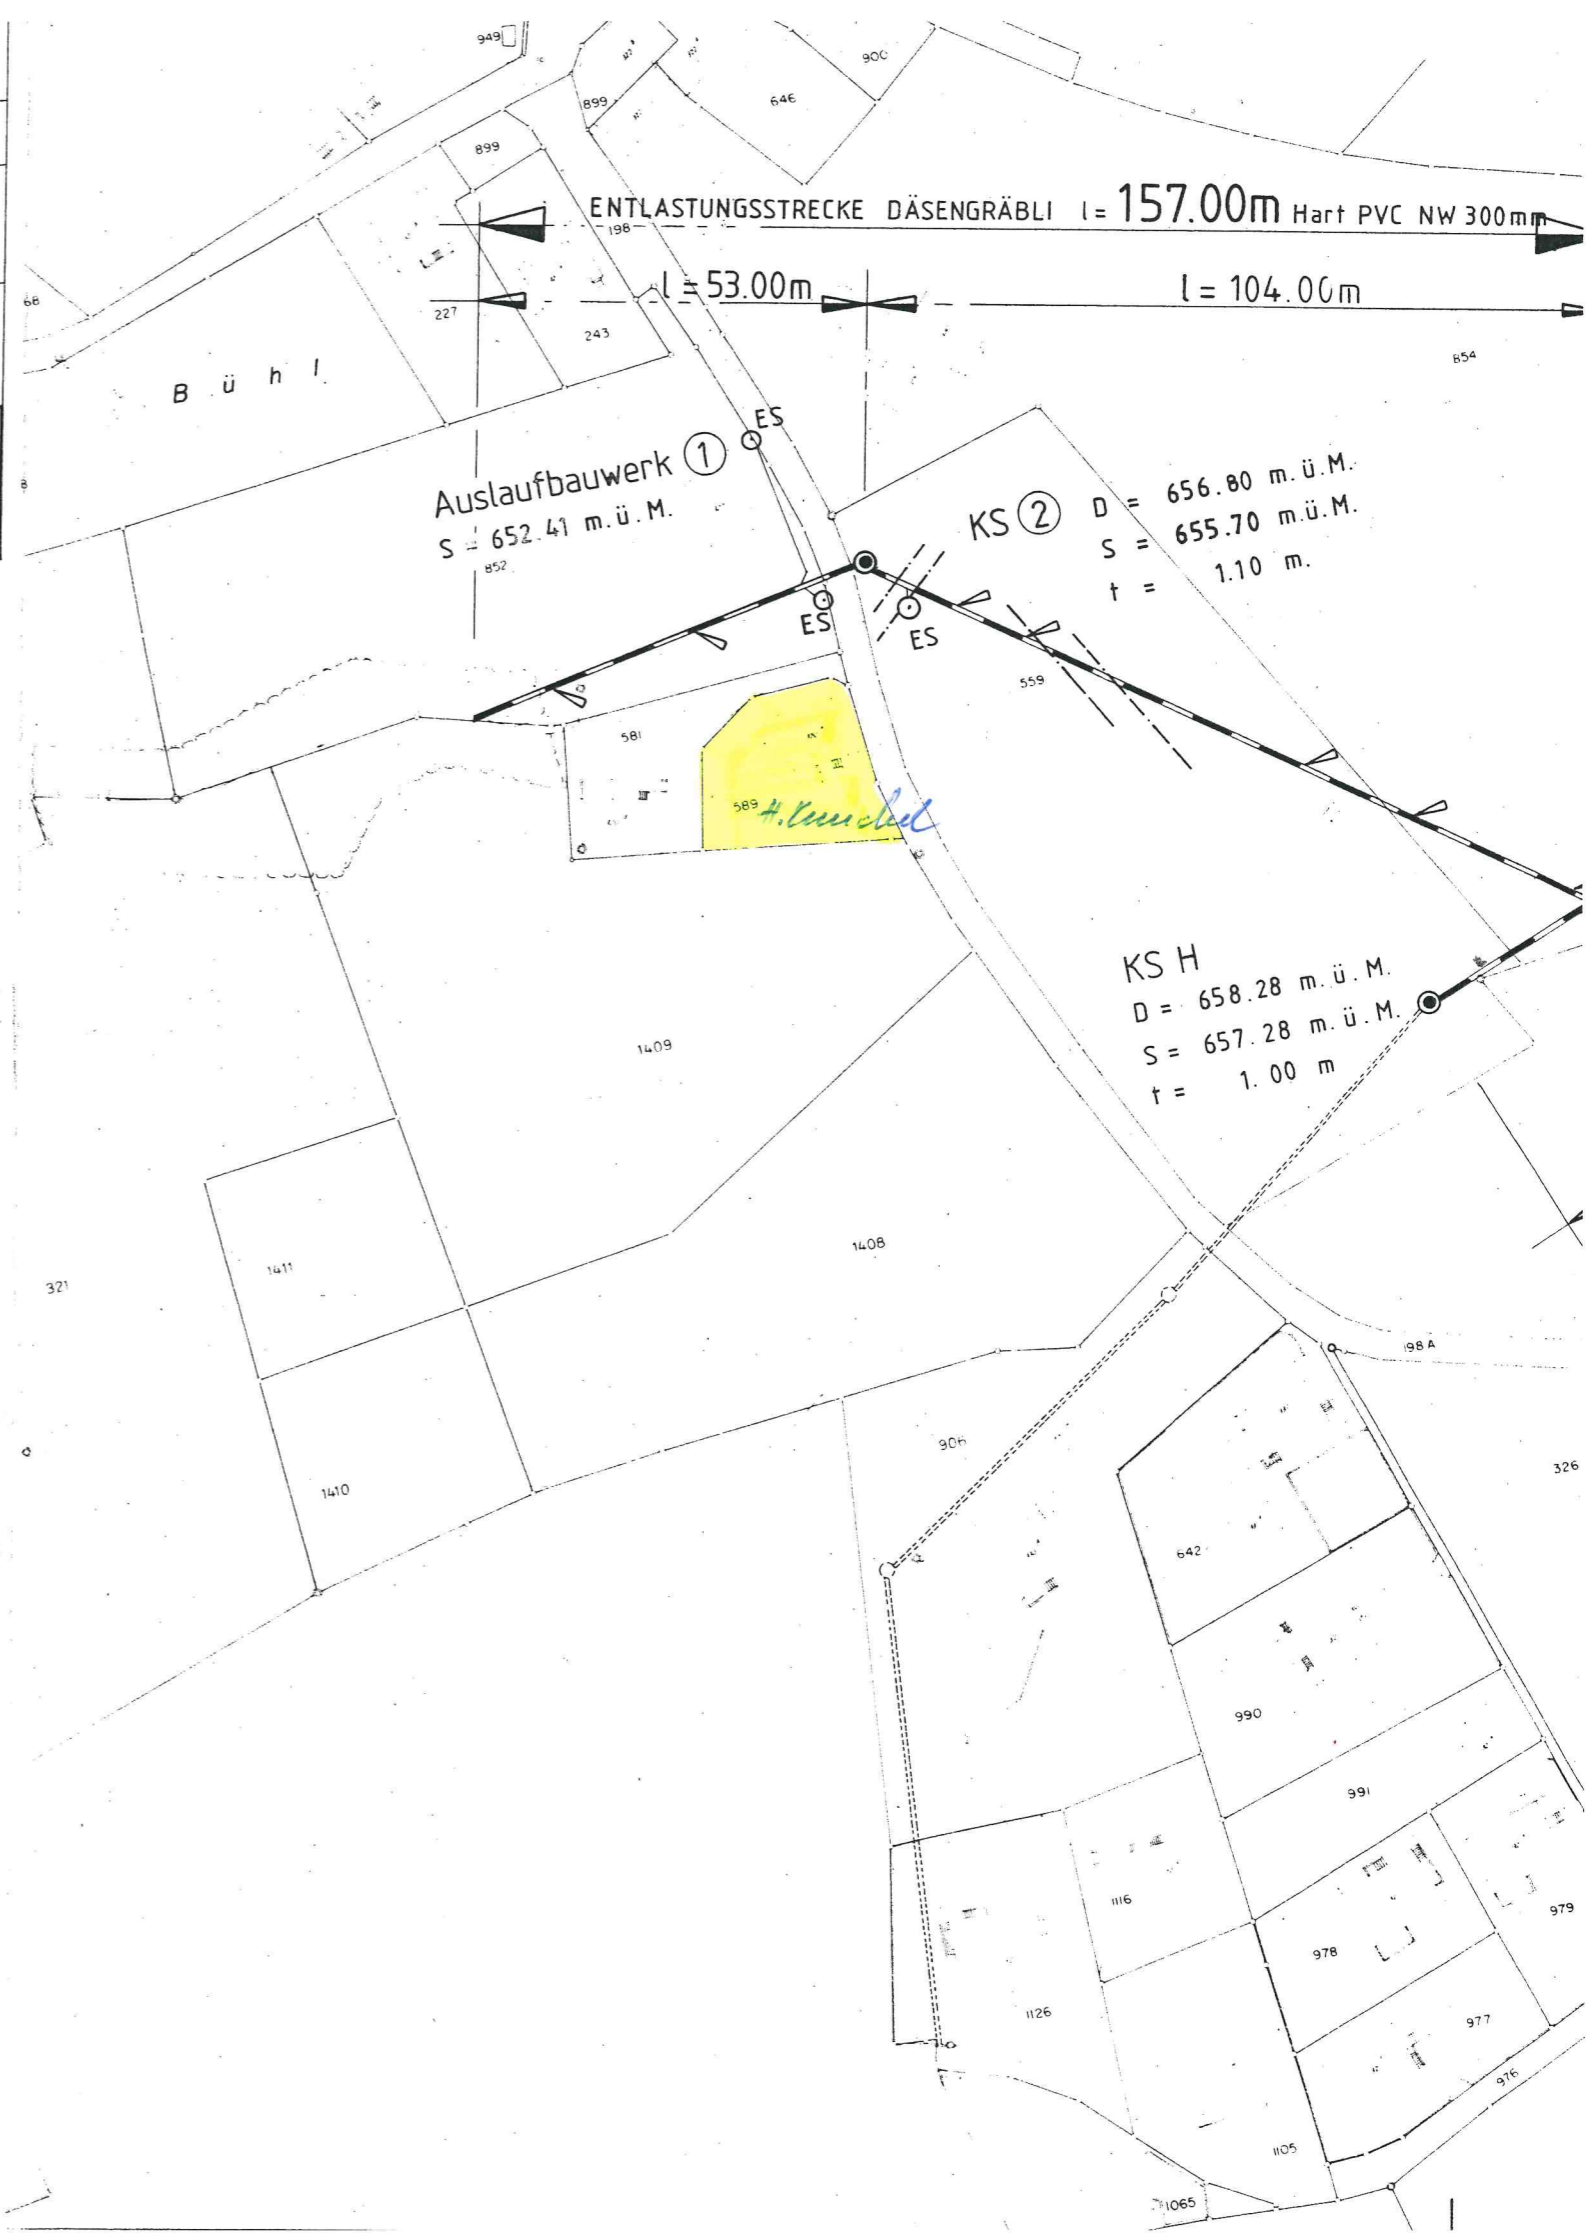 949
900
899
646
899
ENTLASTUNGSSTRECKE DÄSENGRÄBLI l = 157.00m Hart PVC NW 300mm
198
l = 53.00m
l = 104.00m
68
227
243
854
Bühl
ES
Auslaufbauwerk 1
S = 652.41 m.ü.M.
852
8
KS 2
D = 656.80 m.ü.M.
S = 655.70 m.ü.M.
t = 1.10 m.
ES
ES
559
581
589
KS H
D = 658.28 m.ü.M.
S = 657.28 m.ü.M.
t = 1.00 m
1409
1408
1411
321
198A
906
326
1410
642
990
991
1116
978
979
1126
977
976
1105
1065